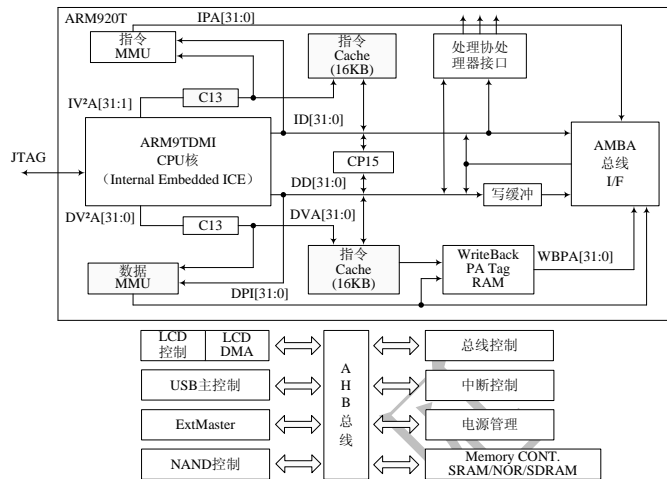 ARM920T
IPA[31:0]
指令
MMU
指令
Cache
(16KB)
处理协处
理器接口
C13
IV²A[31:1]
ID[31:0]
ARM9TDMI
CPU核
（Internal Embedded ICE）
JTAG
CP15
AMBA
总线
I/F
DD[31:0]
写缓冲
DV²A[31:0]
C13
DVA[31:0]
指令
Cache
(16KB)
WriteBack
PA Tag
RAM
WBPA[31:0]
数据
MMU
DPI[31:0]
LCD
控制
LCD
DMA
USB主控制
ExtMaster
NAND控制
A
H
B
总
线
总线控制
中断控制
电源管理
Memory CONT.
SRAM/NOR/SDRAM